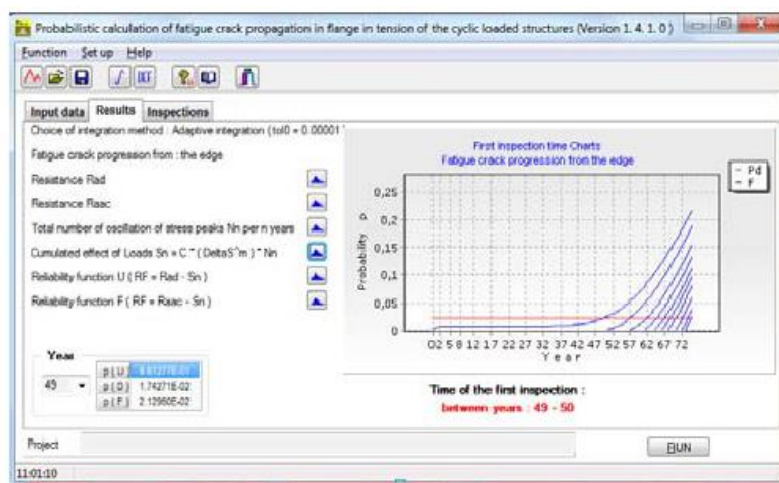 Probabilistic calculation of fatigue crack propagation in flange in tension of the cyclic loaded structures (Version 1. 4. 1. 0 )
Function Set up Help
Input data Results Inspections
Choice of integration method : Adaptive integration (tol0 = 0.00001
Fatigue crack progression from : the edge
Resistance Rad
Resistance Raac
Total number of oscillation of stress peaks Nn per n years
Cumulated effect of Loads Sn = C * ( DeltaS^m ) * Nn
Reliability function U ( RF = Rad - Sn )
Reliability function F ( RF = Raac - Sn )
Year
49
p(U)
p(D) 1.74271E-02
p(F) 2.12960E-02
First inspection time Charts
Fatigue crack progression from the edge
Pd
F
Probability p
0,25
0,2
0,15
0,1
0,05
0
0 2 5 8 12 17 22 27 32 37 42 47 52 57 62 67 72
Year
Time of the first inspection :
between years : 49 - 50
Project
RUN
11:01:10